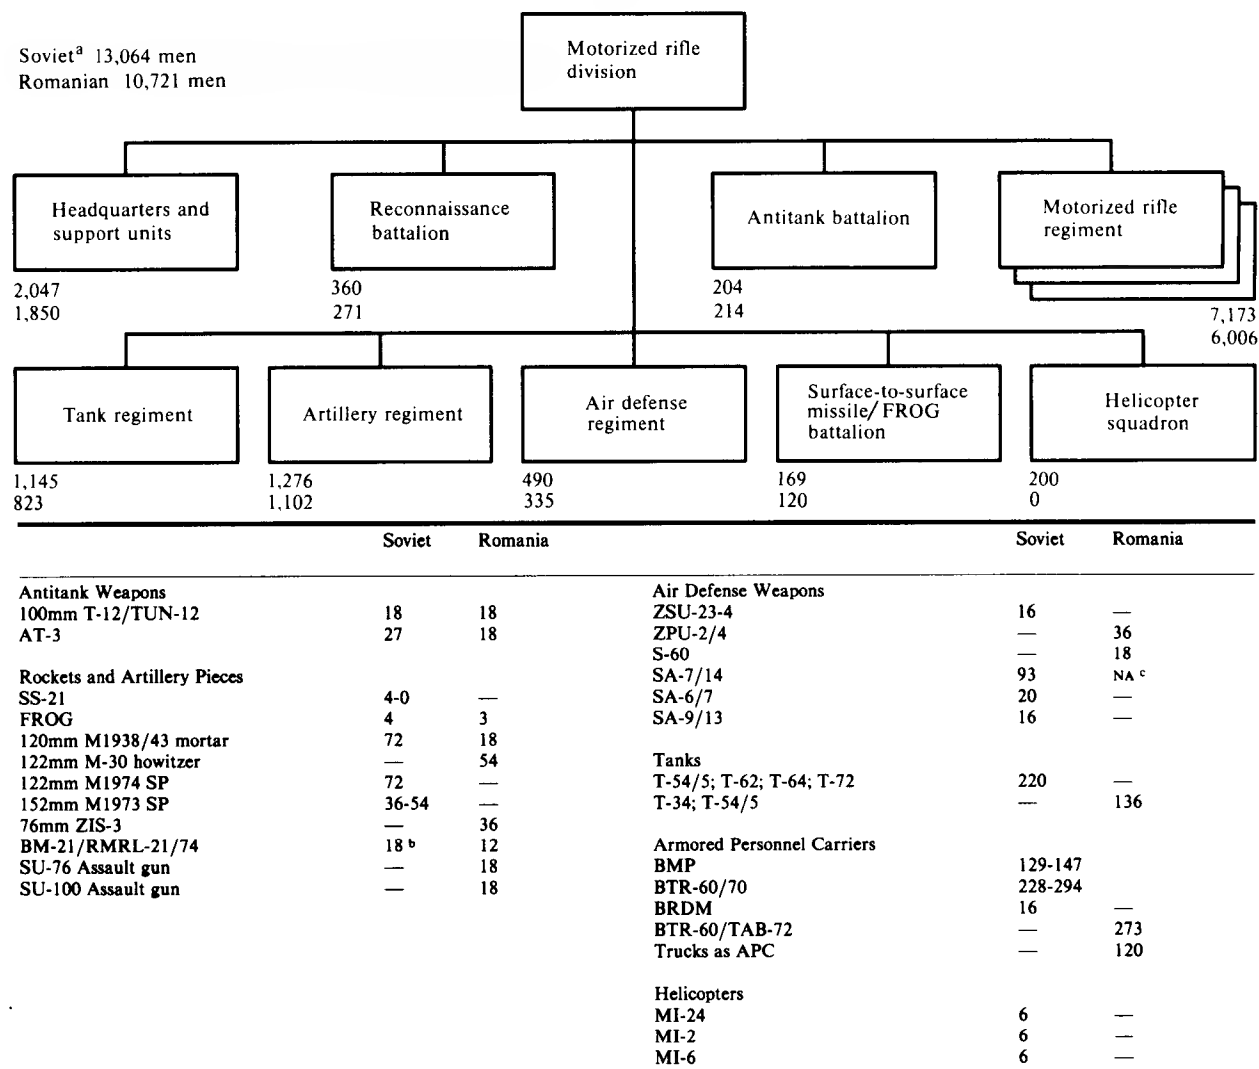 Soviet^a 13,064 men
Romanian 10,721 men
Motorized rifle
division
Headquarters and
support units
2,047
1,850
Reconnaissance
battalion
360
271
Antitank battalion
204
214
Motorized rifle
regiment
7,173
6,006
Tank regiment
1,145
823
Artillery regiment
1,276
1,102
Air defense
regiment
490
335
Surface-to-surface
missile/FROG
battalion
169
120
Helicopter
squadron
200
0
Soviet Romania
Antitank Weapons
100mm T-12/TUN-12 18 18
AT-3 27 18
Rockets and Artillery Pieces
SS-21 4-0 —
FROG 4 3
120mm M1938/43 mortar 72 18
122mm M-30 howitzer — 54
122mm M1974 SP 72 —
152mm M1973 SP 36-54 —
76mm ZIS-3 — 36
BM-21/RMRL-21/74 18 b 12
SU-76 Assault gun — 18
SU-100 Assault gun — 18
Soviet Romania
Air Defense Weapons
ZSU-23-4 16 —
ZPU-2/4 — 36
S-60 — 18
SA-7/14 93 NA c
SA-6/7 20 —
SA-9/13 16 —
Tanks
T-54/5; T-62; T-64; T-72 220 —
T-34; T-54/5 — 136
Armored Personnel Carriers
BMP 129-147
BTR-60/70 228-294
BRDM 16 —
BTR-60/TAB-72 — 273
Trucks as APC — 120
Helicopters
MI-24 6 —
MI-2 6 —
MI-6 6 —